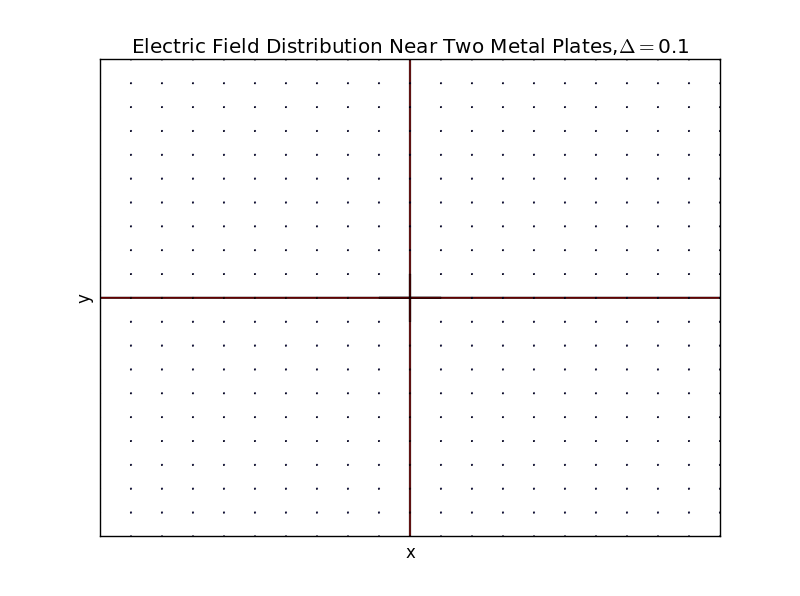 Electric Field Distribution Near Two Metal Plates,Δ = 0.1
y
x